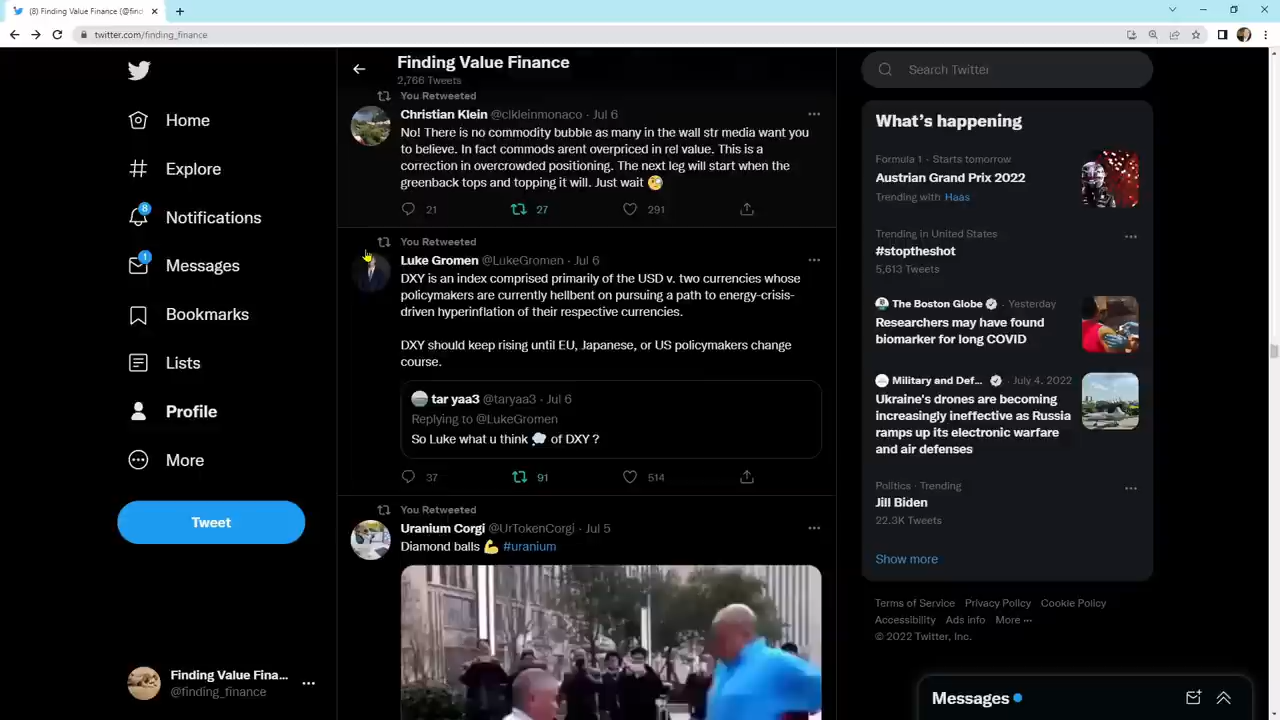 (8) Finding Value Finance (@find
twitter.com/finding_finance
Home
Explore
8
Notifications
1
Messages
Bookmarks
Lists
Profile
More
Tweet
Finding Value Fina...
@finding_finance
Finding Value Finance
2,766 Tweets
You Retweeted
Christian Klein @clkleinmonaco · Jul 6
No! There is no commodity bubble as many in the wall str media want you
to believe. In fact commods arent overpriced in rel value. This is a
correction in overcrowded positioning. The next leg will start when the
greenback tops and topping it will. Just wait 🧐
21 27 291
You Retweeted
Luke Gromen @LukeGromen · Jul 6
DXY is an index comprised primarily of the USD v. two currencies whose
policymakers are currently hellbent on pursuing a path to energy-crisis-
driven hyperinflation of their respective currencies.
DXY should keep rising until EU, Japanese, or US policymakers change
course.
tar yaa3 @taryaa3 · Jul 6
Replying to @LukeGromen
So Luke what u think 💭 of DXY ?
37 91 514
You Retweeted
Uranium Corgi @UrTokenCorgi · Jul 5
Diamond balls 💪 #uranium
Search Twitter
What's happening
Formula 1 · Starts tomorrow
Austrian Grand Prix 2022
Trending with Haas
Trending in United States
#stoptheshot
5,613 Tweets
The Boston Globe · Yesterday
Researchers may have found
biomarker for long COVID
Military and Def... · July 4, 2022
Ukraine's drones are becoming
increasingly ineffective as Russia
ramps up its electronic warfare
and air defenses
Politics · Trending
Jill Biden
22.3K Tweets
Show more
Terms of Service Privacy Policy Cookie Policy
Accessibility Ads info More ···
© 2022 Twitter, Inc.
Messages